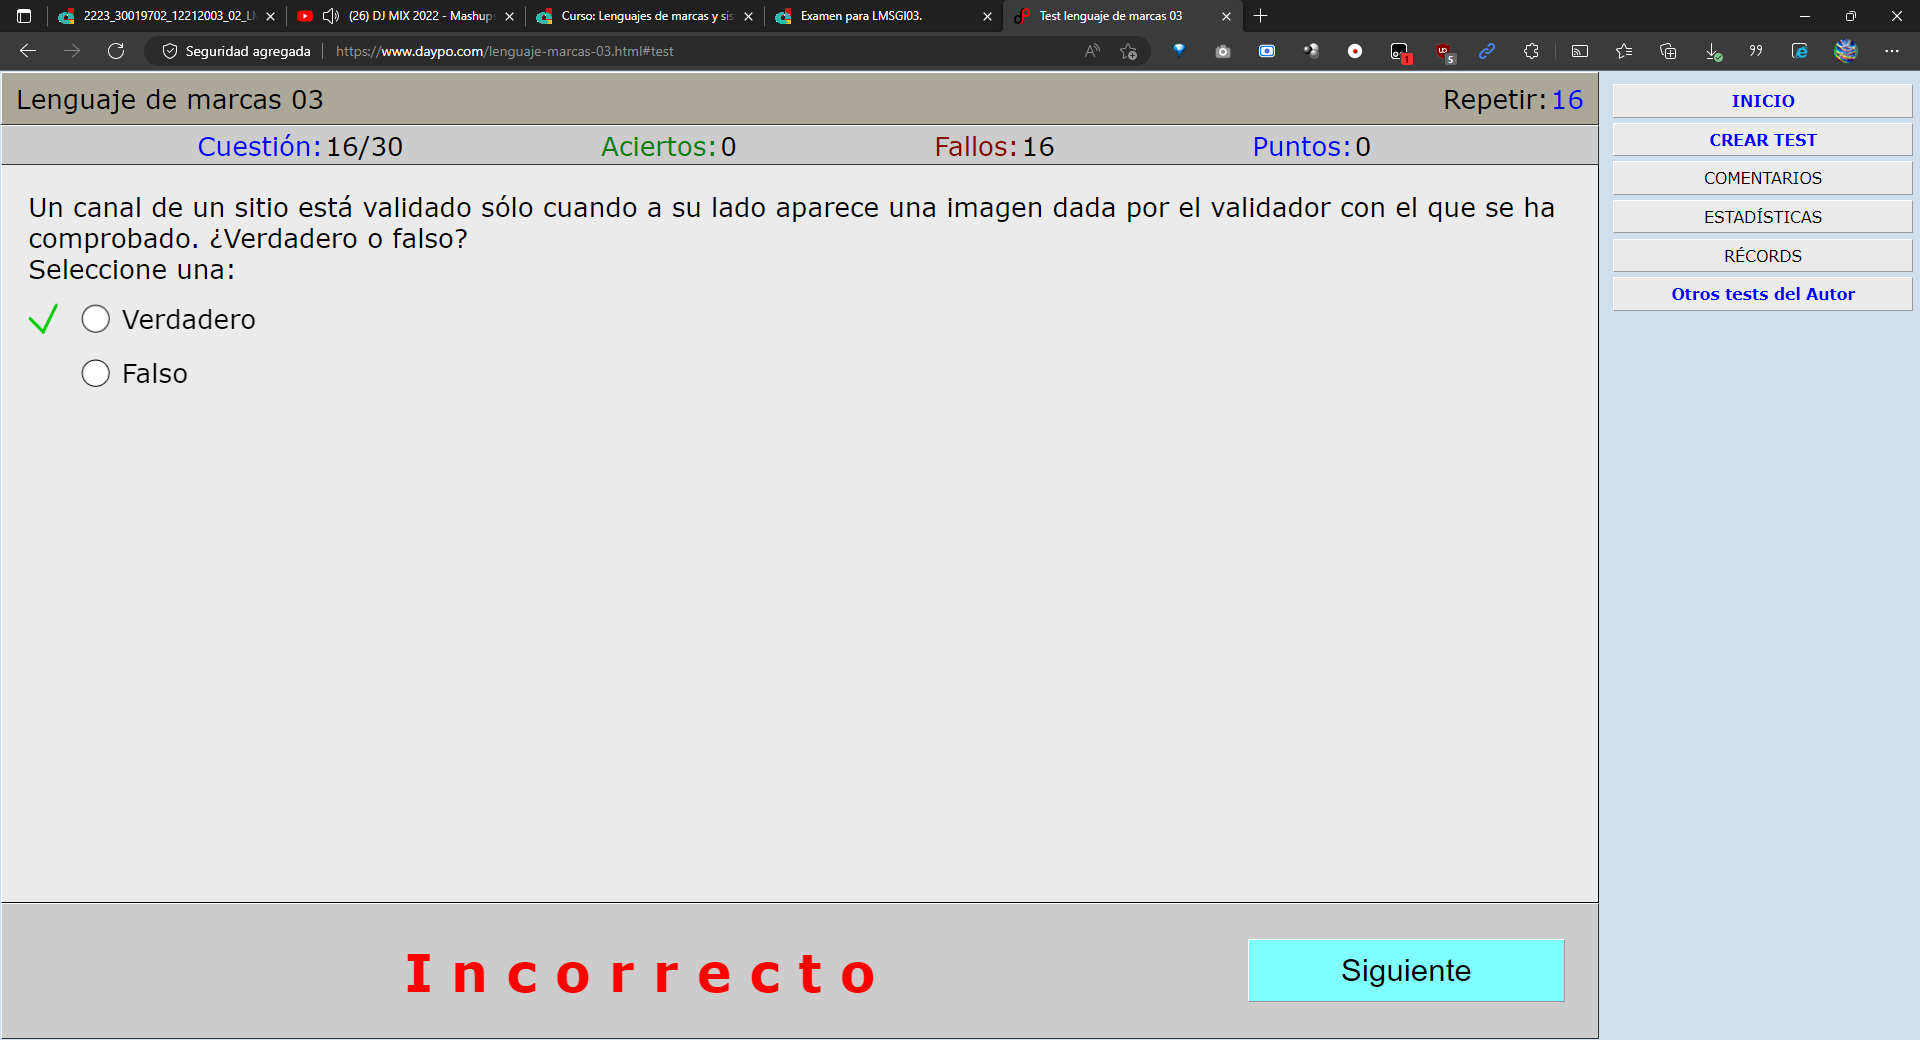 2223_30019702_12212003_02_L
(26) DJ MIX 2022 - Mashup
Curso: Lenguajes de marcas y sis
Examen para LMSGI03.
Test lenguaje de marcas 03
Seguridad agregada
https://www.daypo.com/lenguaje-marcas-03.html#test
1
5
Lenguaje de marcas 03
Repetir: 16
Cuestión: 16/30
Aciertos: 0
Fallos: 16
Puntos: 0
Un canal de un sitio está validado sólo cuando a su lado aparece una imagen dada por el validador con el que se ha
comprobado. ¿Verdadero o falso?
Seleccione una:
Verdadero
Falso
Incorrecto
Siguiente
INICIO
CREAR TEST
COMENTARIOS
ESTADÍSTICAS
RÉCORDS
Otros tests del Autor